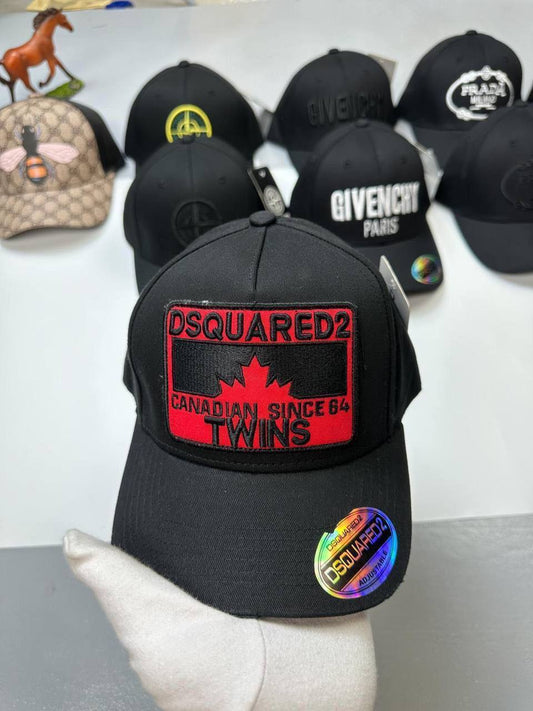 GIVENCHY
PRADA
MILANO
GIVENCHY
PARIS
DSQUARED2
CANADIAN SINCE 64
TWINS
DSQUARED2
DSQUARED2
ADJUSTABLE